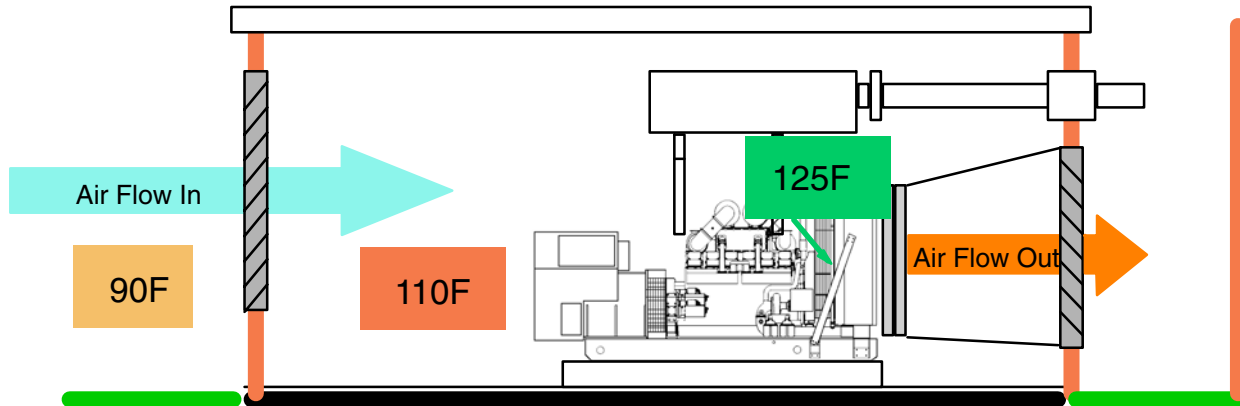 125F
Air Flow In
Air Flow Out
90F
110F